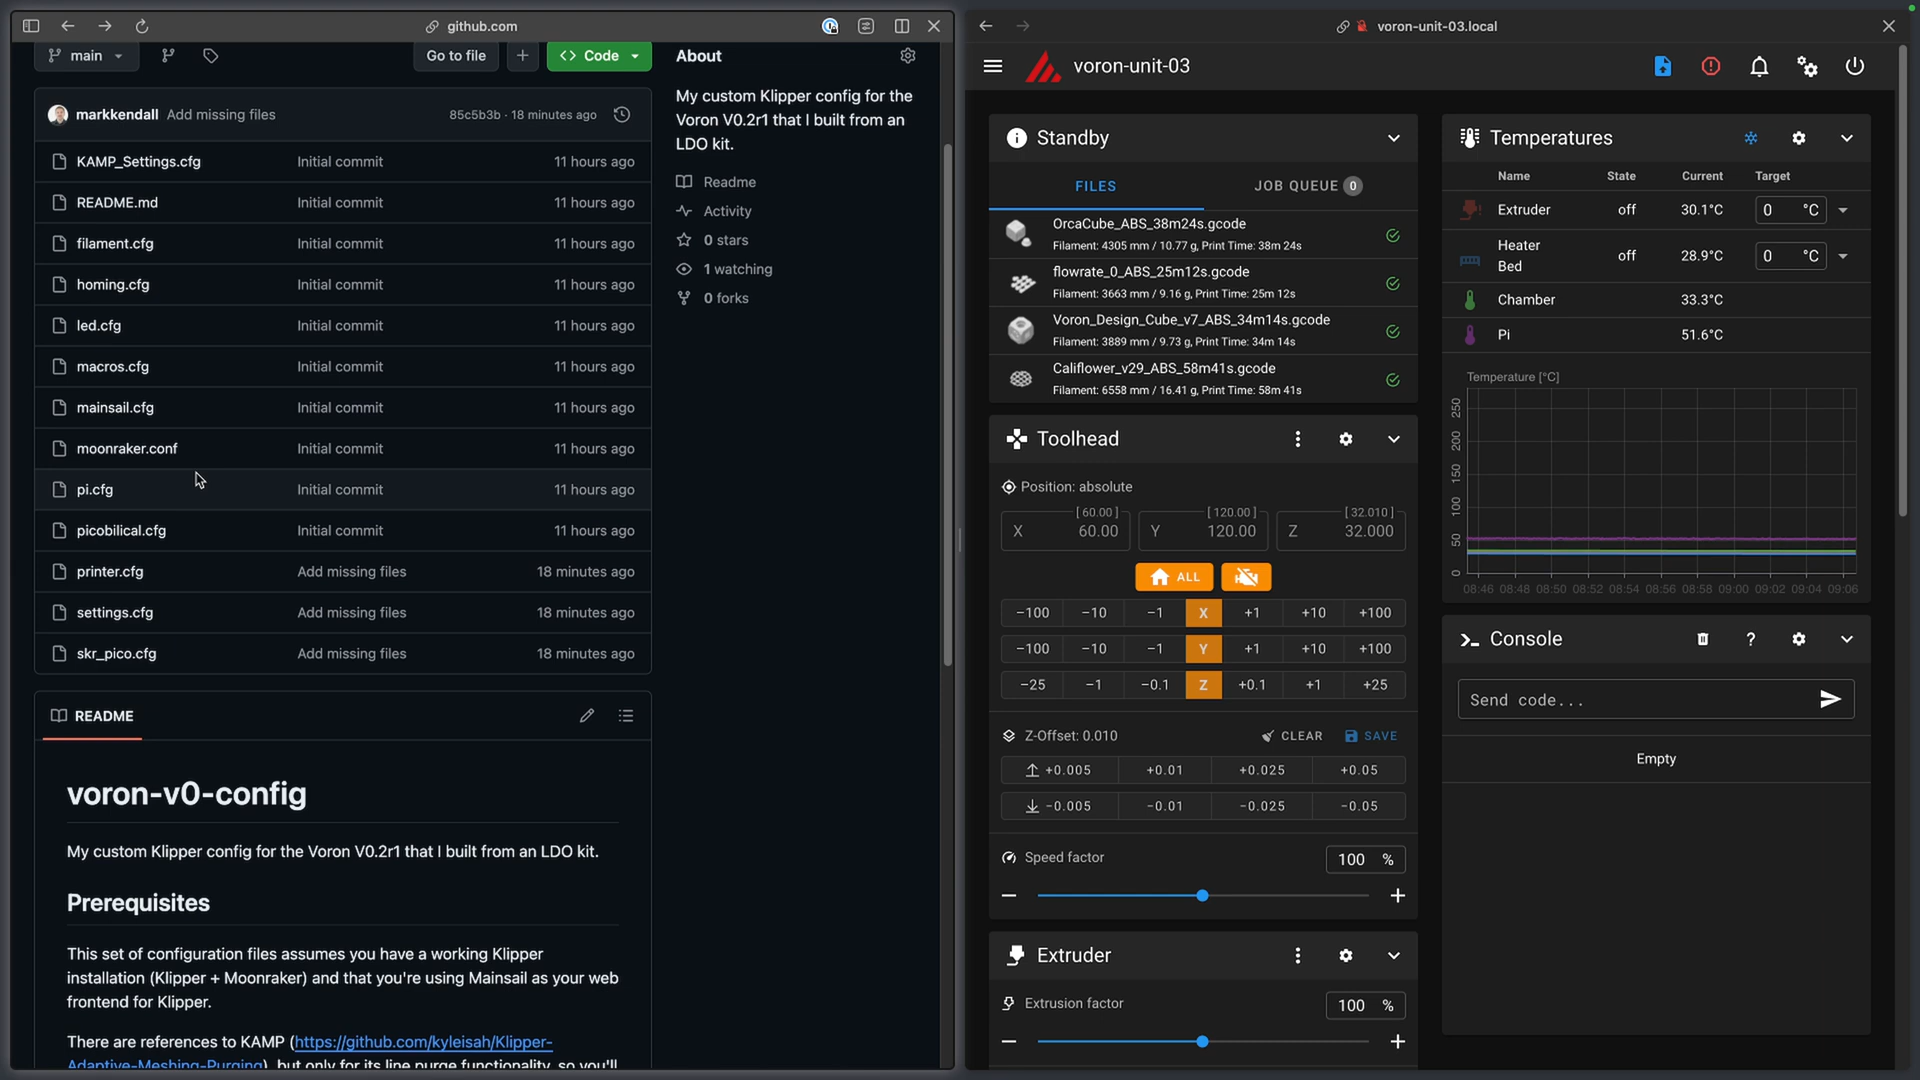 github.com
main
Go to file
Code
markkendall Add missing files
85c5b3b · 18 minutes ago
KAMP_Settings.cfg Initial commit 11 hours ago
README.md Initial commit 11 hours ago
filament.cfg Initial commit 11 hours ago
homing.cfg Initial commit 11 hours ago
led.cfg Initial commit 11 hours ago
macros.cfg Initial commit 11 hours ago
mainsail.cfg Initial commit 11 hours ago
moonraker.conf Initial commit 11 hours ago
pi.cfg Initial commit 11 hours ago
picobilical.cfg Initial commit 11 hours ago
printer.cfg Add missing files 18 minutes ago
settings.cfg Add missing files 18 minutes ago
skr_pico.cfg Add missing files 18 minutes ago
README
voron-v0-config
My custom Klipper config for the Voron V0.2r1 that I built from an LDO kit.
Prerequisites
This set of configuration files assumes you have a working Klipper
installation (Klipper + Moonraker) and that you're using Mainsail as your web
frontend for Klipper.
There are references to KAMP (https://github.com/kyleisah/Klipper-
Adaptive-Meshing-Purging), but only for its line purge functionality, so you'll
About
My custom Klipper config for the
Voron V0.2r1 that I built from an
LDO kit.
Readme
Activity
0 stars
1 watching
0 forks
voron-unit-03.local
voron-unit-03
Standby
FILES
JOB QUEUE 0
OrcaCube_ABS_38m24s.gcode
Filament: 4305 mm / 10.77 g, Print Time: 38m 24s
flowrate_0_ABS_25m12s.gcode
Filament: 3663 mm / 9.16 g, Print Time: 25m 12s
Voron_Design_Cube_v7_ABS_34m14s.gcode
Filament: 3889 mm / 9.73 g, Print Time: 34m 14s
Califlower_v29_ABS_58m41s.gcode
Filament: 6558 mm / 16.41 g, Print Time: 58m 41s
Toolhead
Position: absolute
[ 60.00 ] [ 120.00 ] [ 32.010 ]
X 60.00 Y 120.00 Z 32.000
ALL
−100 −10 −1 X +1 +10 +100
−100 −10 −1 Y +1 +10 +100
−25 −1 −0.1 Z +0.1 +1 +25
Z-Offset: 0.010 CLEAR SAVE
+0.005 +0.01 +0.025 +0.05
−0.005 −0.01 −0.025 −0.05
Speed factor 100 %
Extruder
Extrusion factor 100 %
Temperatures
Name State Current Target
Extruder off 30.1°C 0 °C
Heater
Bed off 28.9°C 0 °C
Chamber 33.3°C
Pi 51.6°C
Temperature [°C]
250
200
150
100
50
0
08:46 08:48 08:50 08:52 08:54 08:56 08:58 09:00 09:02 09:04 09:06
Console
Send code...
Empty